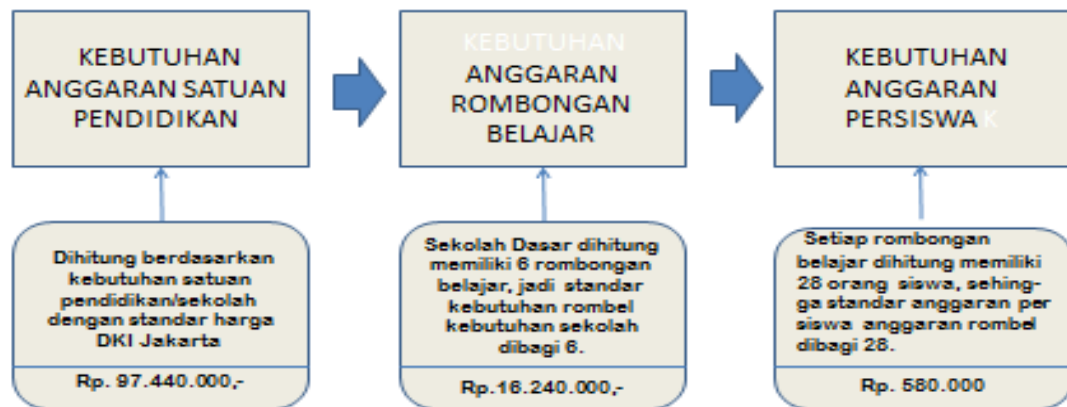 KEBUTUHAN
ANGGARAN SATUAN
PENDIDIKAN
KEBUTUHAN
ANGGARAN
ROMBONGAN
BELAJAR
KEBUTUHAN
ANGGARAN
PERSISWA K
Dihitung berdasarkan
kebutuhan satuan
pendidikan/sekolah
dengan standar harga
DKI Jakarta
Rp. 97.440.000,-
Sekolah Dasar dihitung
memiliki 6 rombongan
belajar, jadi standar
kebutuhan rombel
kebutuhan sekolah
dibagi 6.
Rp.16.240.000,-
Setiap rombongan
belajar dihitung memiliki
28 orang siswa, sehing-
ga standar anggaran per
siswa anggaran rombel
dibagi 28.
Rp. 580.000